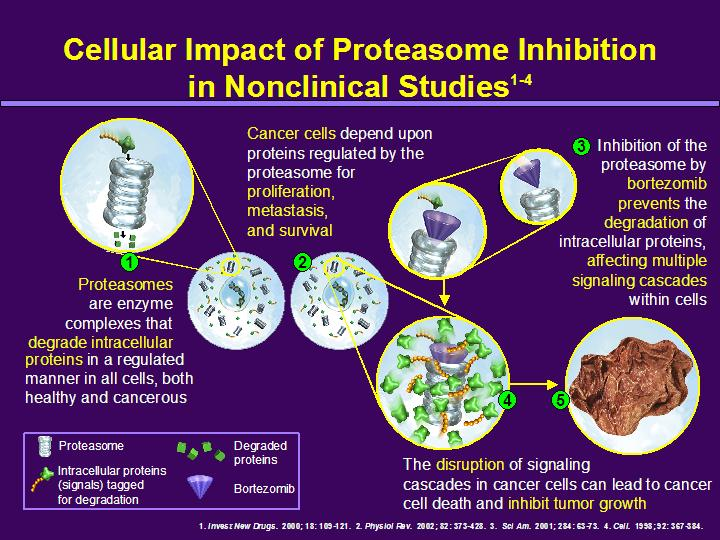 Cellular Impact of Proteasome Inhibition
in Nonclinical Studies1-4
Cancer cells depend upon
proteins regulated by the
proteasome for
proliferation,
metastasis,
and survival
3
Inhibition of the
proteasome by
bortezomib
prevents the
degradation of
intracellular proteins,
affecting multiple
signaling cascades
within cells
1
2
Proteasomes
are enzyme
complexes that
degrade intracellular
proteins in a regulated
manner in all cells, both
healthy and cancerous
4
5
Proteasome
Intracellular proteins
(signals) tagged
for degradation
Degraded
proteins
Bortezomib
The disruption of signaling
cascades in cancer cells can lead to cancer
cell death and inhibit tumor growth
1. Invest New Drugs. 2000; 18: 109-121. 2. Physiol Rev. 2002; 82: 373-428. 3. Sci Am. 2001; 284: 63-73. 4. Cell. 1998; 92: 367-384.